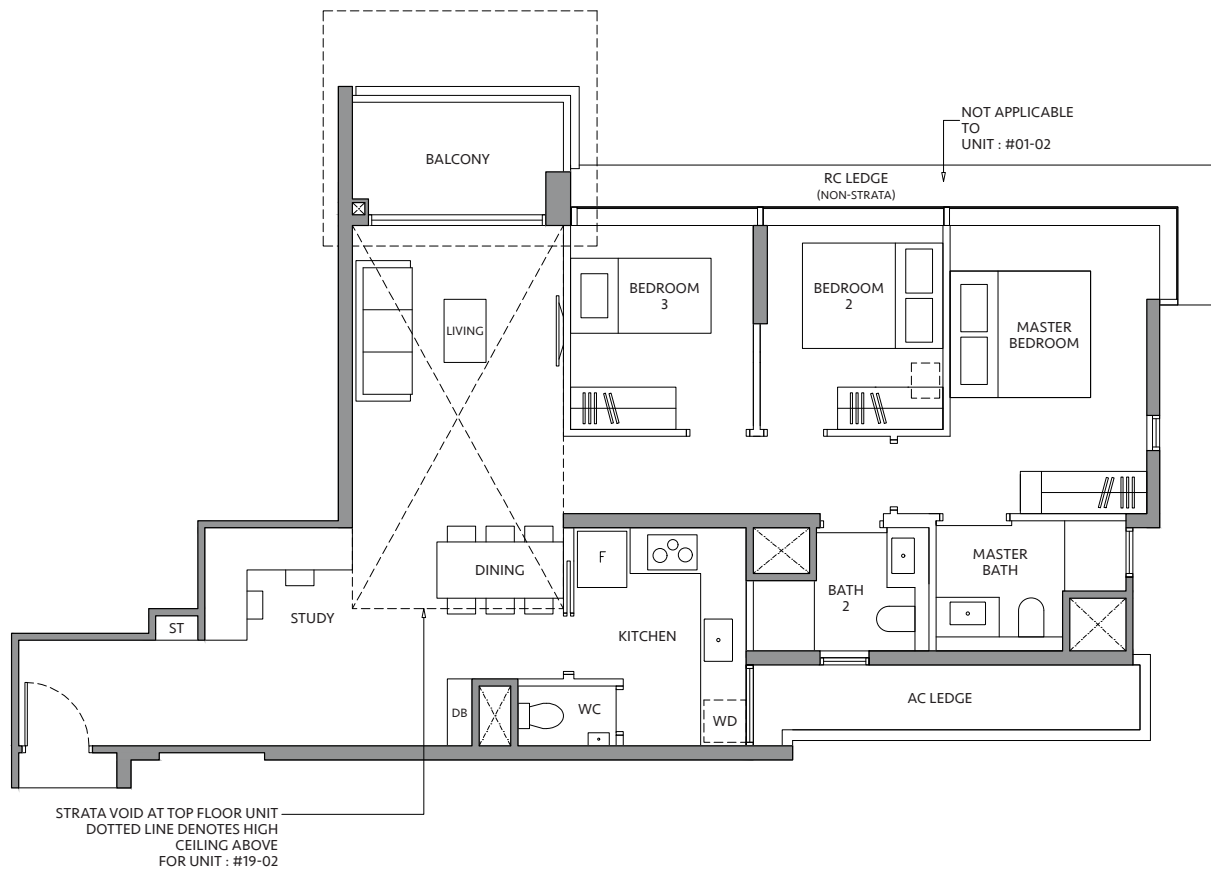 NOT APPLICABLE
TO
UNIT : #01-02
BALCONY
RC LEDGE
(NON-STRATA)
BEDROOM
3
BEDROOM
2
LIVING
MASTER
BEDROOM
F
DINING
MASTER
BATH
BATH
2
STUDY
ST
KITCHEN
AC LEDGE
DB
WC
WD
STRATA VOID AT TOP FLOOR UNIT
DOTTED LINE DENOTES HIGH
CEILING ABOVE
FOR UNIT : #19-02